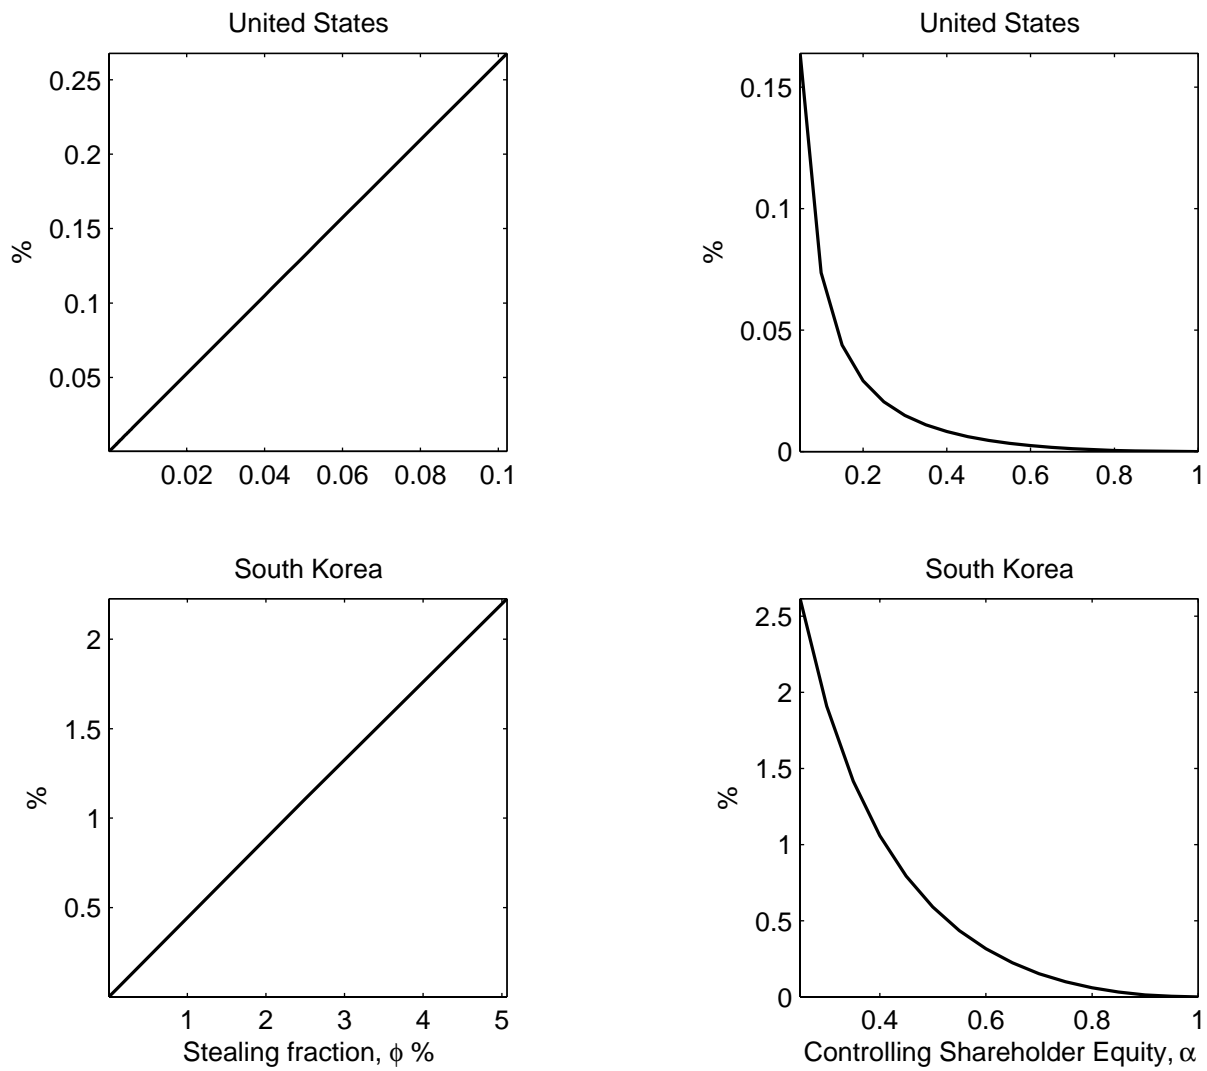 United States
0.25
0.2
0.15
0.1
0.05
%
0.02 0.04 0.06 0.08 0.1
United States
0.15
0.1
0.05
0
%
0.2 0.4 0.6 0.8 1
South Korea
2
1.5
1
0.5
%
1 2 3 4 5
Stealing fraction, ϕ %
South Korea
2.5
2
1.5
1
0.5
0
%
0.4 0.6 0.8 1
Controlling Shareholder Equity, α